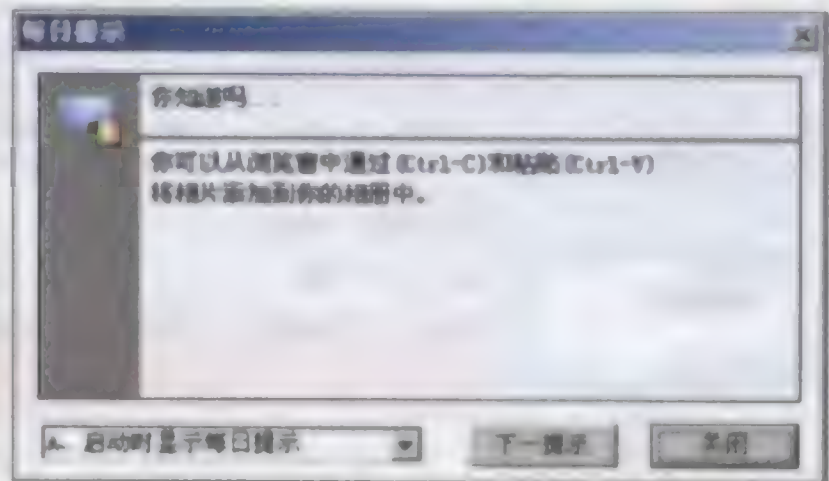 每日提示
你知道吗...
你可以从浏览窗中通过(Ctrl-C)和粘贴(Ctrl-V)
将相片添加到你的相册中。
启动时显示每日提示
下一提示
关闭